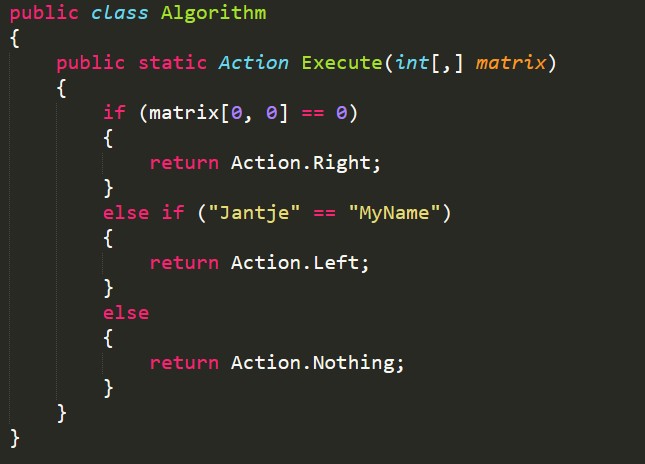 public class Algorithm
{
    public static Action Execute(int[,] matrix)
    {
        if (matrix[0, 0] == 0)
        {
            return Action.Right;
        }
        else if ("Jantje" == "MyName")
        {
            return Action.Left;
        }
        else
        {
            return Action.Nothing;
        }
    }
}